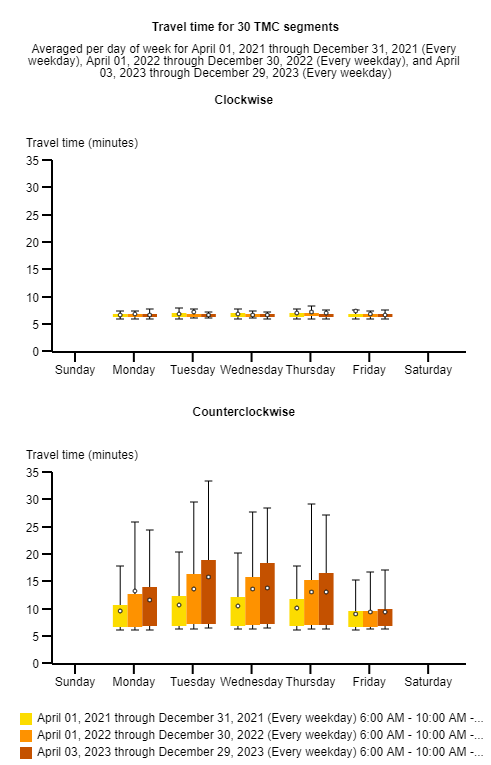 Travel time for 30 TMC segments
Averaged per day of week for April 01, 2021 through December 31, 2021 (Every
weekday), April 01, 2022 through December 30, 2022 (Every weekday), and April
03, 2023 through December 29, 2023 (Every weekday)
Clockwise
Travel time (minutes)
35
30
25
20
15
10
5
0
Sunday Monday Tuesday Wednesday Thursday Friday Saturday
Counterclockwise
Travel time (minutes)
35
30
25
20
15
10
5
0
Sunday Monday Tuesday Wednesday Thursday Friday Saturday
April 01, 2021 through December 31, 2021 (Every weekday) 6:00 AM - 10:00 AM -...
April 01, 2022 through December 30, 2022 (Every weekday) 6:00 AM - 10:00 AM -...
April 03, 2023 through December 29, 2023 (Every weekday) 6:00 AM - 10:00 AM -...